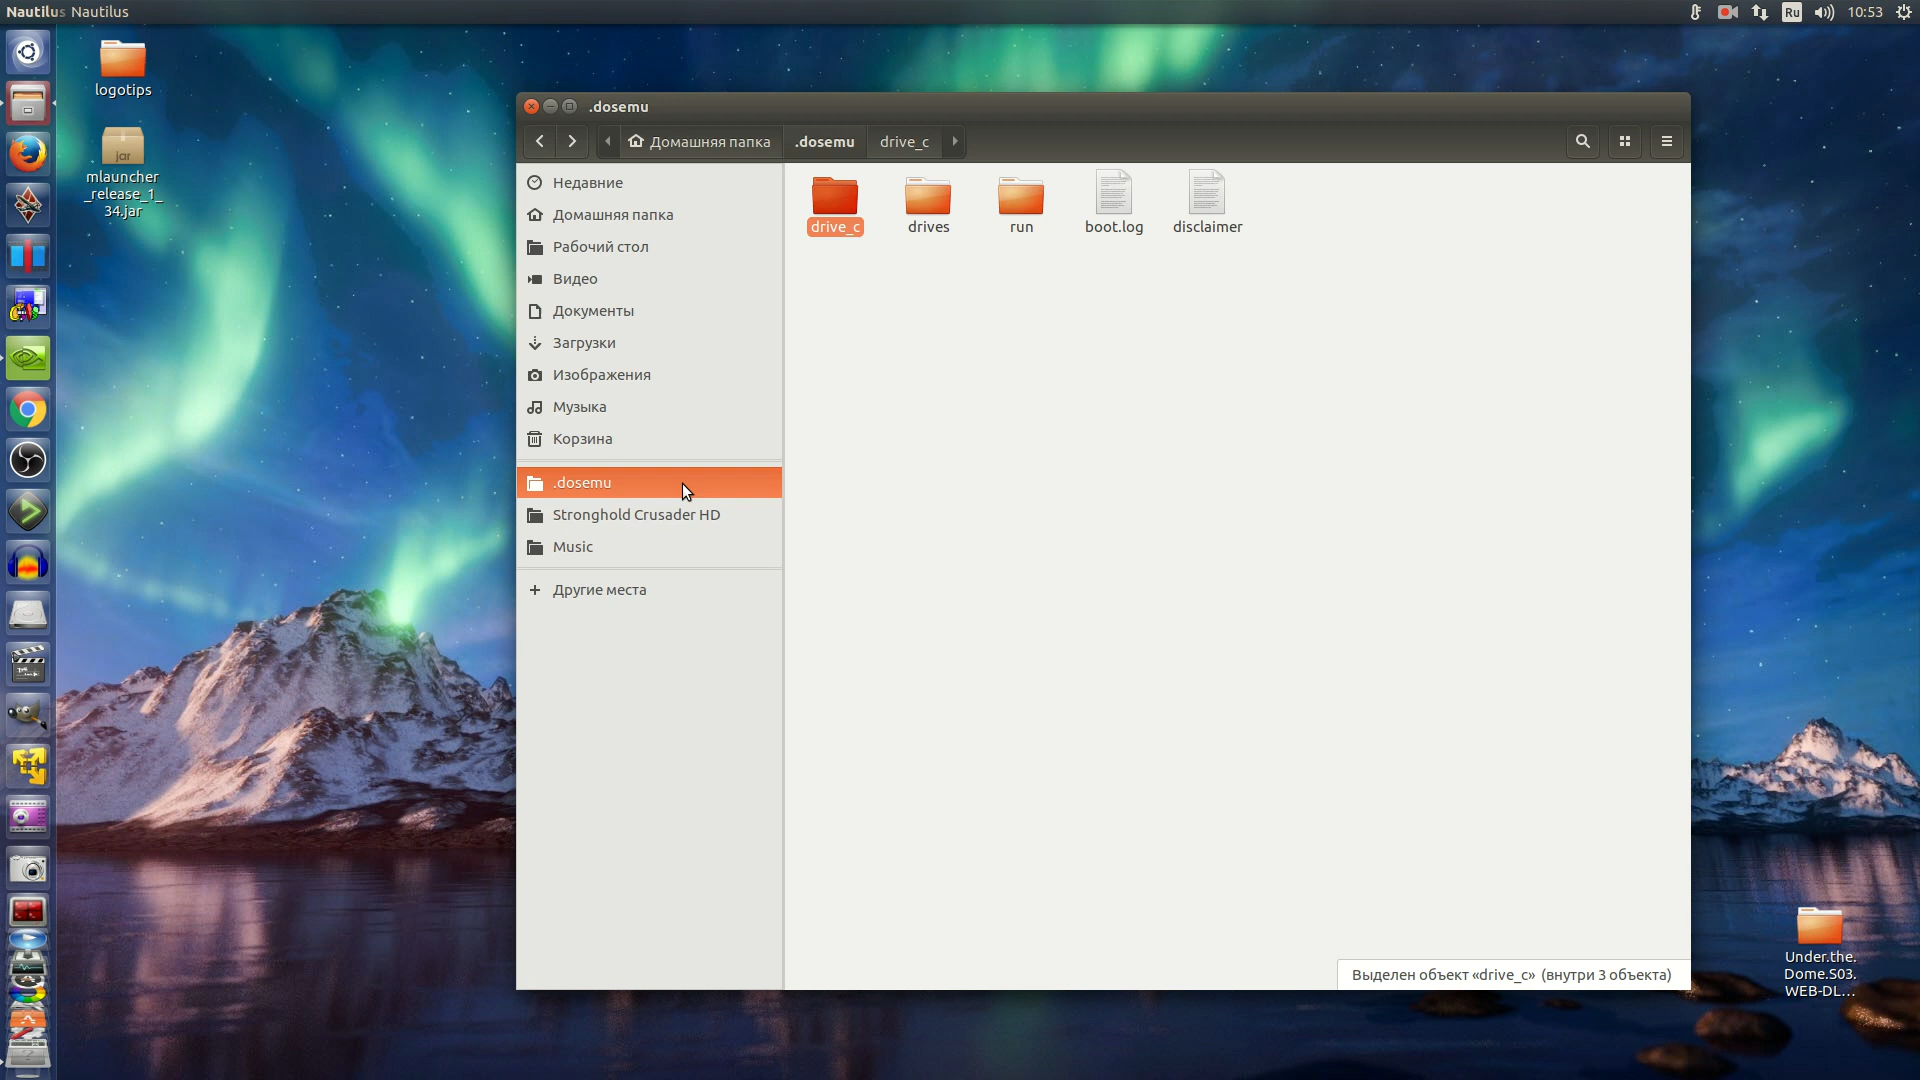 Nautilus Nautilus
Ru
10:53
logotips
jar
mlauncher
_release_1_
34.jar
.dosemu
Домашняя папка
.dosemu
drive_c
Недавние
Домашняя папка
Рабочий стол
Видео
Документы
Загрузки
Изображения
Музыка
Корзина
.dosemu
Stronghold Crusader HD
Music
Другие места
drive_c
drives
run
boot.log
disclaimer
Выделен объект «drive_c» (внутри 3 объекта)
Under.the.
Dome.S03.
WEB-DL...